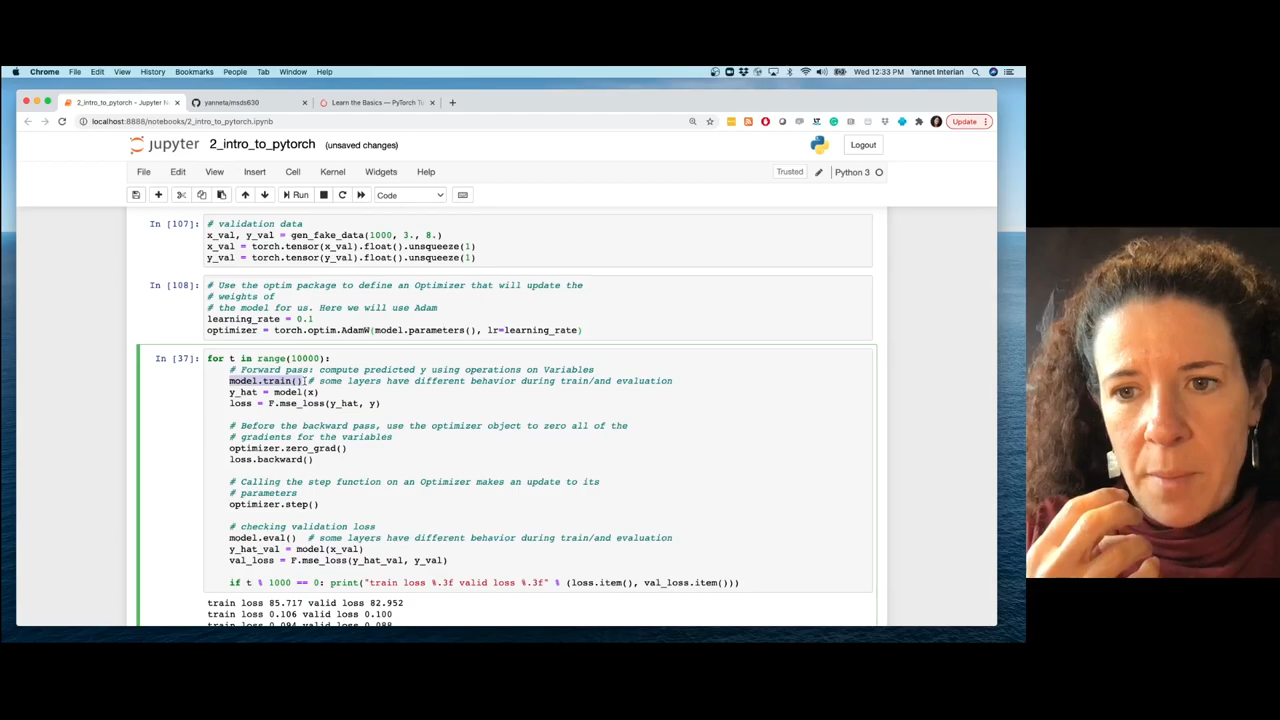 Chrome File Edit View History Bookmarks People Tab Window Help
Wed 12:33 PM Yannet Interian
2_intro_to_pytorch - Jupyter N
yanneta/msds630
Learn the Basics — PyTorch T
localhost:8888/notebooks/2_intro_to_pytorch.ipynb
Update
jupyter 2_intro_to_pytorch (unsaved changes)
Logout
File Edit View Insert Cell Kernel Widgets Help
Trusted
Python 3
Run
Code
In [107]:
# validation data
x_val, y_val = gen_fake_data(1000, 3., 8.)
x_val = torch.tensor(x_val).float().unsqueeze(1)
y_val = torch.tensor(y_val).float().unsqueeze(1)
In [108]:
# Use the optim package to define an Optimizer that will update the
# weights of
# the model for us. Here we will use Adam
learning_rate = 0.1
optimizer = torch.optim.AdamW(model.parameters(), lr=learning_rate)
In [37]:
for t in range(10000):
# Forward pass: compute predicted y using operations on Variables
model.train() # some layers have different behavior during train/and evaluation
y_hat = model(x)
loss = F.mse_loss(y_hat, y)
# Before the backward pass, use the optimizer object to zero all of the
# gradients for the variables
optimizer.zero_grad()
loss.backward()
# Calling the step function on an Optimizer makes an update to its
# parameters
optimizer.step()
# checking validation loss
model.eval() # some layers have different behavior during train/and evaluation
y_hat_val = model(x_val)
val_loss = F.mse_loss(y_hat_val, y_val)
if t % 1000 == 0: print("train loss %.3f valid loss %.3f" % (loss.item(), val_loss.item()))
train loss 85.717 valid loss 82.952
train loss 0.106 valid loss 0.100
train loss 0.094 valid loss 0.088